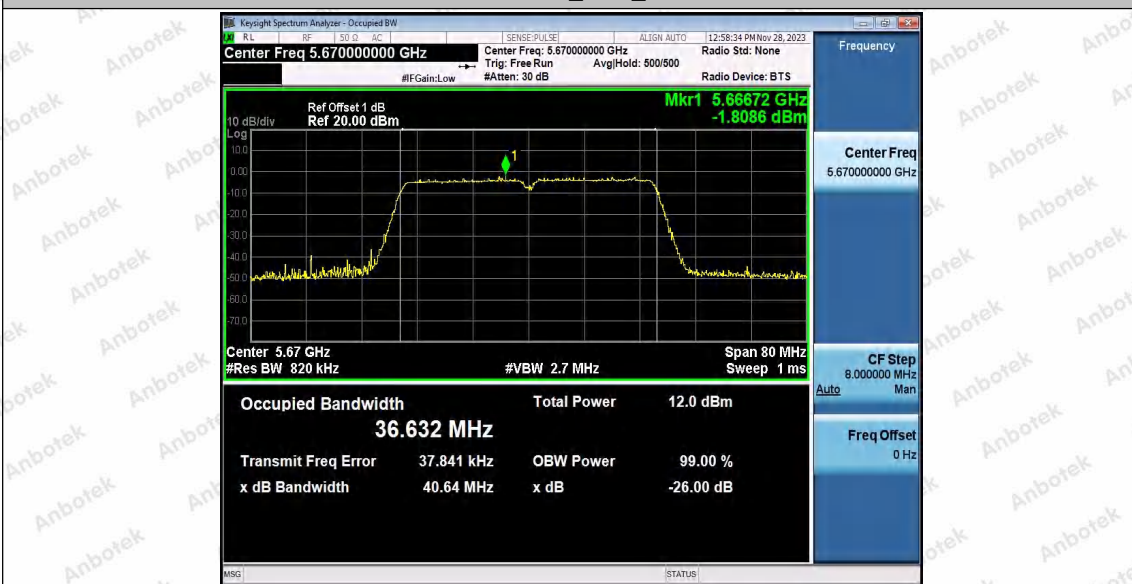 Keysight Spectrum Analyzer - Occupied BW
RL RF 50 Ω AC SENSE:PULSE ALIGN AUTO 12:58:34 PM Nov 28, 2023
Center Freq 5.670000000 GHz
Center Freq: 5.670000000 GHz
Radio Std: None
Trig: Free Run Avg|Hold: 500/500
#IFGain:Low #Atten: 30 dB Radio Device: BTS
Mkr1 5.66672 GHz
-1.8086 dBm
Ref Offset 1 dB
10 dB/div Ref 20.00 dBm
Log
10.0
0.00
-10.0
-20.0
-30.0
-40.0
-50.0
-60.0
-70.0
1
Center 5.67 GHz Span 80 MHz
#Res BW 820 kHz #VBW 2.7 MHz Sweep 1 ms
Occupied Bandwidth Total Power 12.0 dBm
36.632 MHz
Transmit Freq Error 37.841 kHz OBW Power 99.00 %
x dB Bandwidth 40.64 MHz x dB -26.00 dB
MSG STATUS
Frequency
Center Freq
5.670000000 GHz
CF Step
8.000000 MHz
Auto Man
Freq Offset
0 Hz
Anbotek